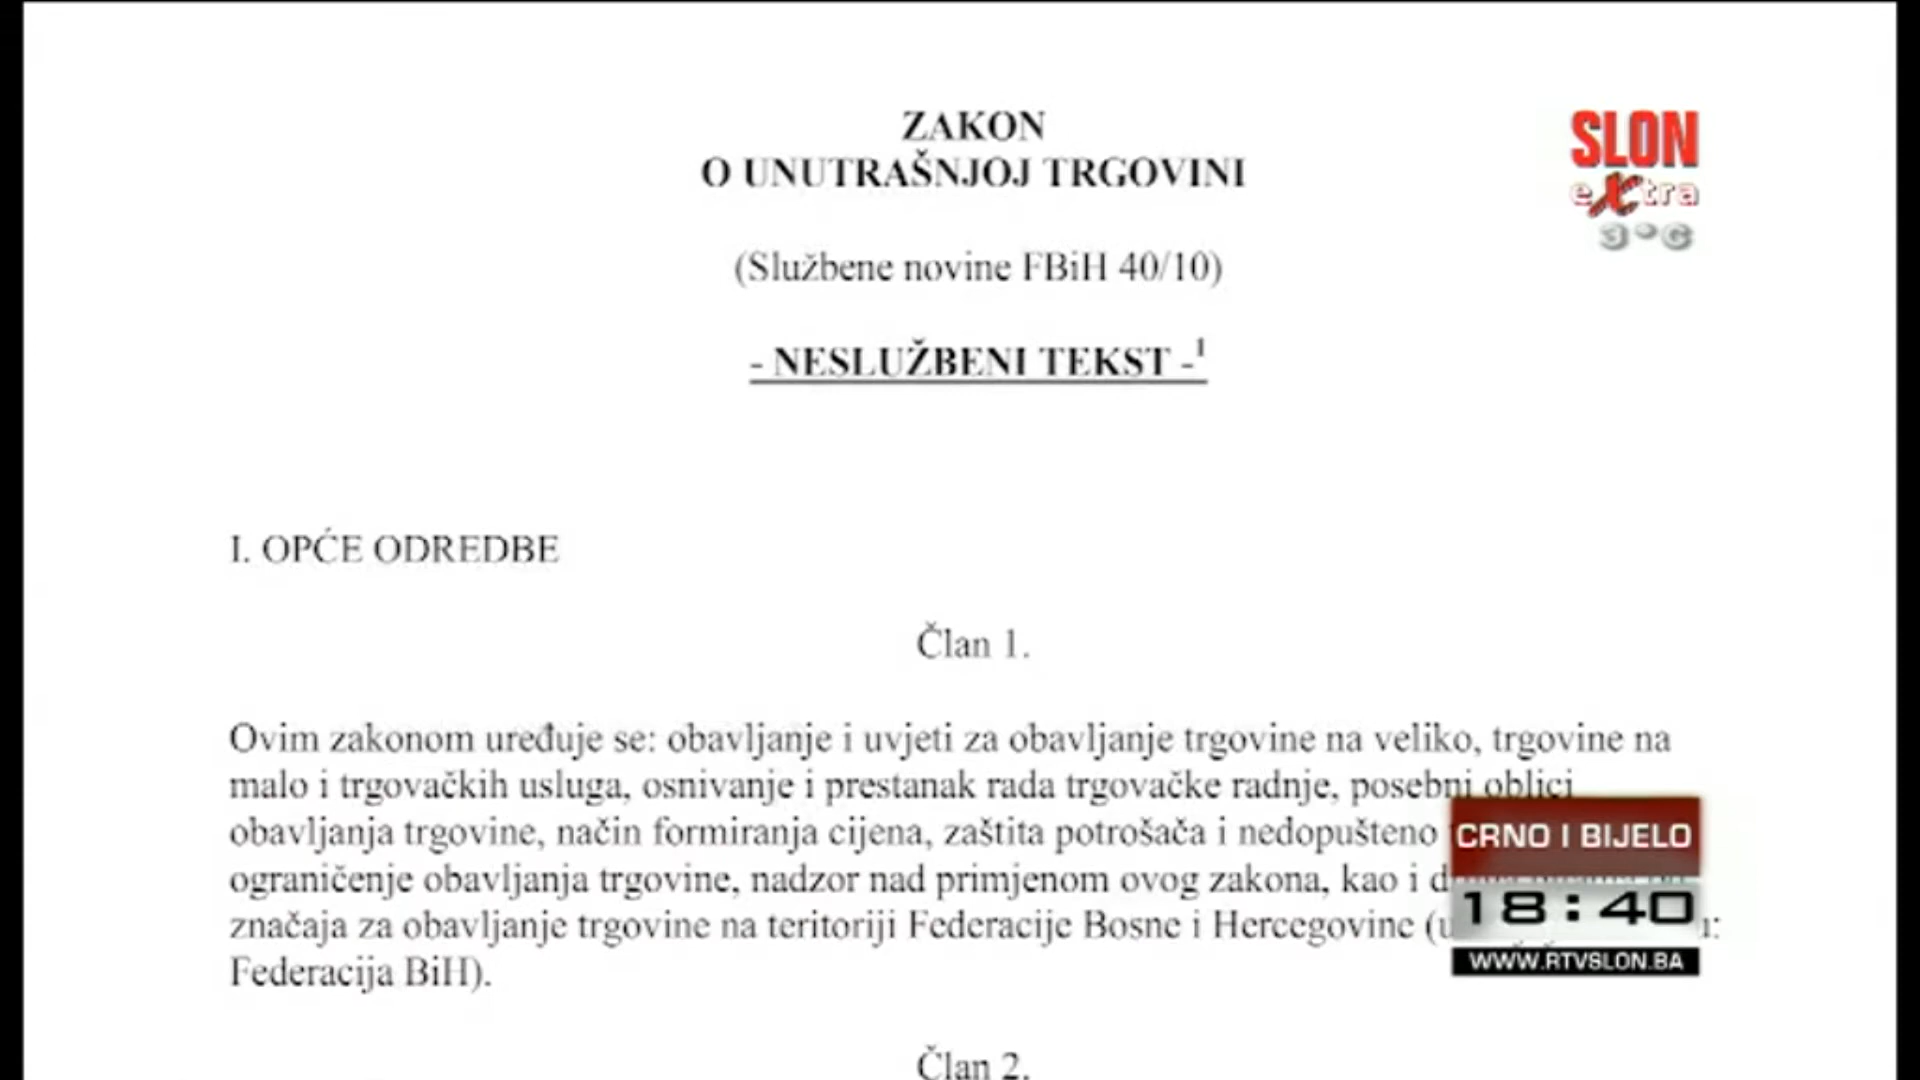 ZAKON
O UNUTRAŠNJOJ TRGOVINI
(Službene novine FBiH 40/10)
- NESLUŽBENI TEKST -1
SLON
extra
3°C
I. OPĆE ODREDBE
Član 1.
Ovim zakonom uređuje se: obavljanje i uvjeti za obavljanje trgovine na veliko, trgovine na
malo i trgovačkih usluga, osnivanje i prestanak rada trgovačke radnje, posebni oblici
obavljanja trgovine, način formiranja cijena, zaštita potrošača i nedopušteno
ograničenje obavljanja trgovine, nadzor nad primjenom ovog zakona, kao i
značaja za obavljanje trgovine na teritoriji Federacije Bosne i Hercegovine
Federacija BiH).
CRNO I BIJELO
18:40
WWW.RTVSLON.BA
Član 2.